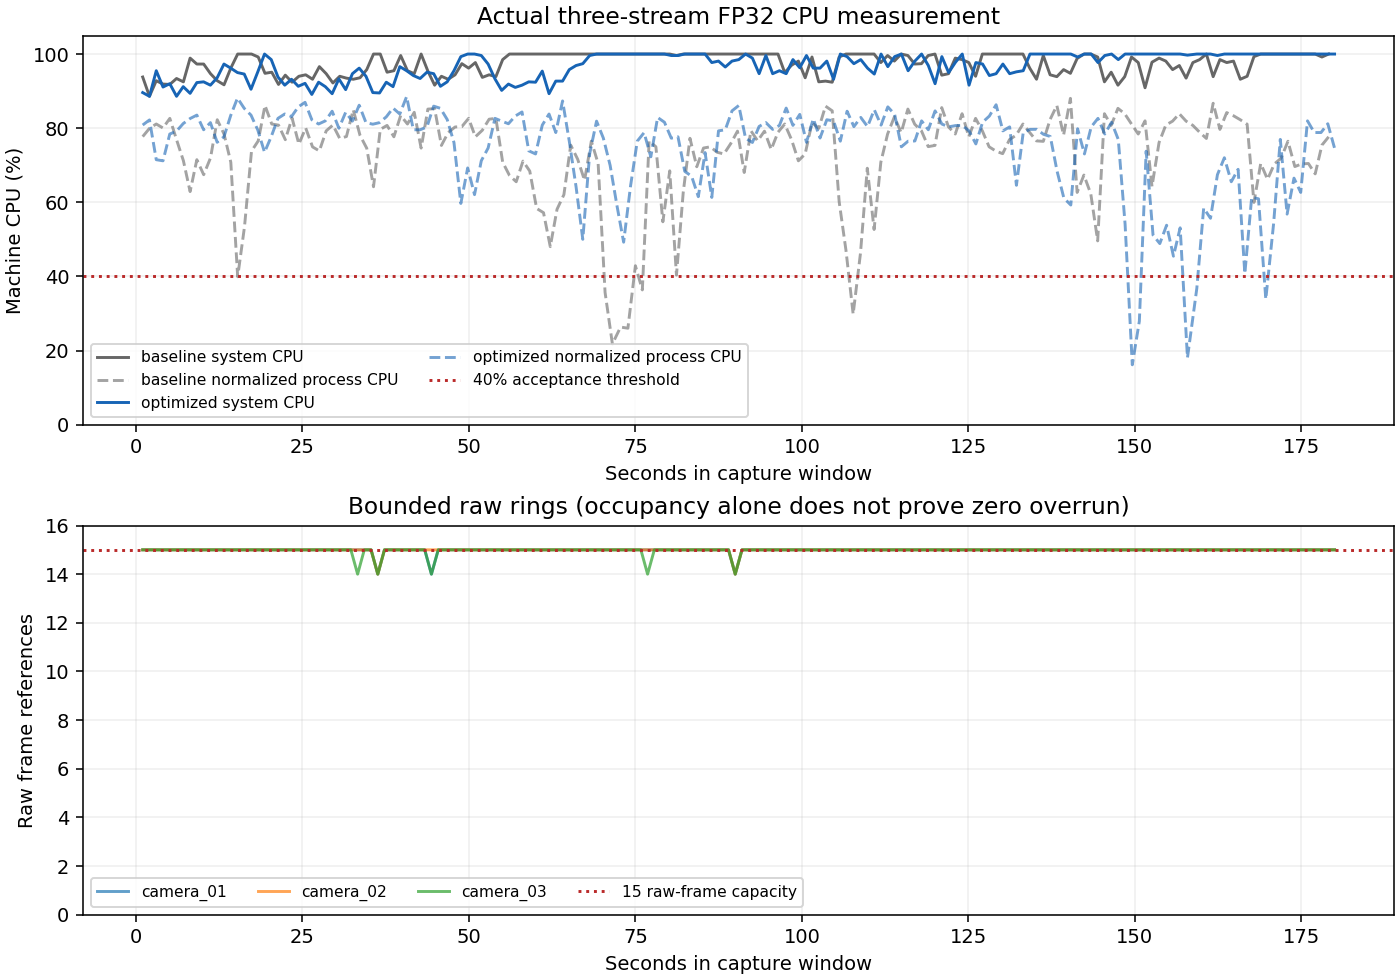 Actual three-stream FP32 CPU measurement
Machine CPU (%)
100
80
60
40
20
0
baseline system CPU
baseline normalized process CPU
optimized system CPU
optimized normalized process CPU
40% acceptance threshold
0 25 50 75 100 125 150 175
Seconds in capture window
Bounded raw rings (occupancy alone does not prove zero overrun)
Raw frame references
16
14
12
10
8
6
4
2
0
camera_01 camera_02 camera_03 15 raw-frame capacity
0 25 50 75 100 125 150 175
Seconds in capture window